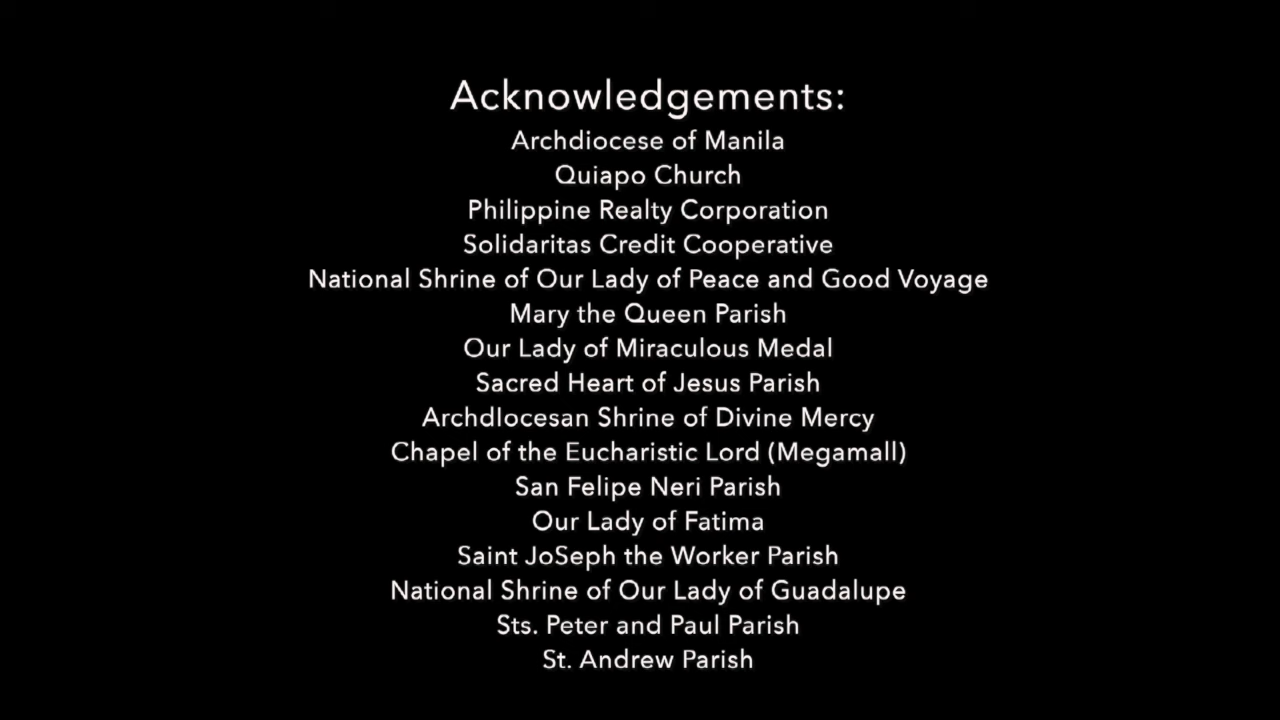 Acknowledgements:
Archdiocese of Manila
Quiapo Church
Philippine Realty Corporation
Solidaritas Credit Cooperative
National Shrine of Our Lady of Peace and Good Voyage
Mary the Queen Parish
Our Lady of Miraculous Medal
Sacred Heart of Jesus Parish
ArchdIocesan Shrine of Divine Mercy
Chapel of the Eucharistic Lord (Megamall)
San Felipe Neri Parish
Our Lady of Fatima
Saint JoSeph the Worker Parish
National Shrine of Our Lady of Guadalupe
Sts. Peter and Paul Parish
St. Andrew Parish